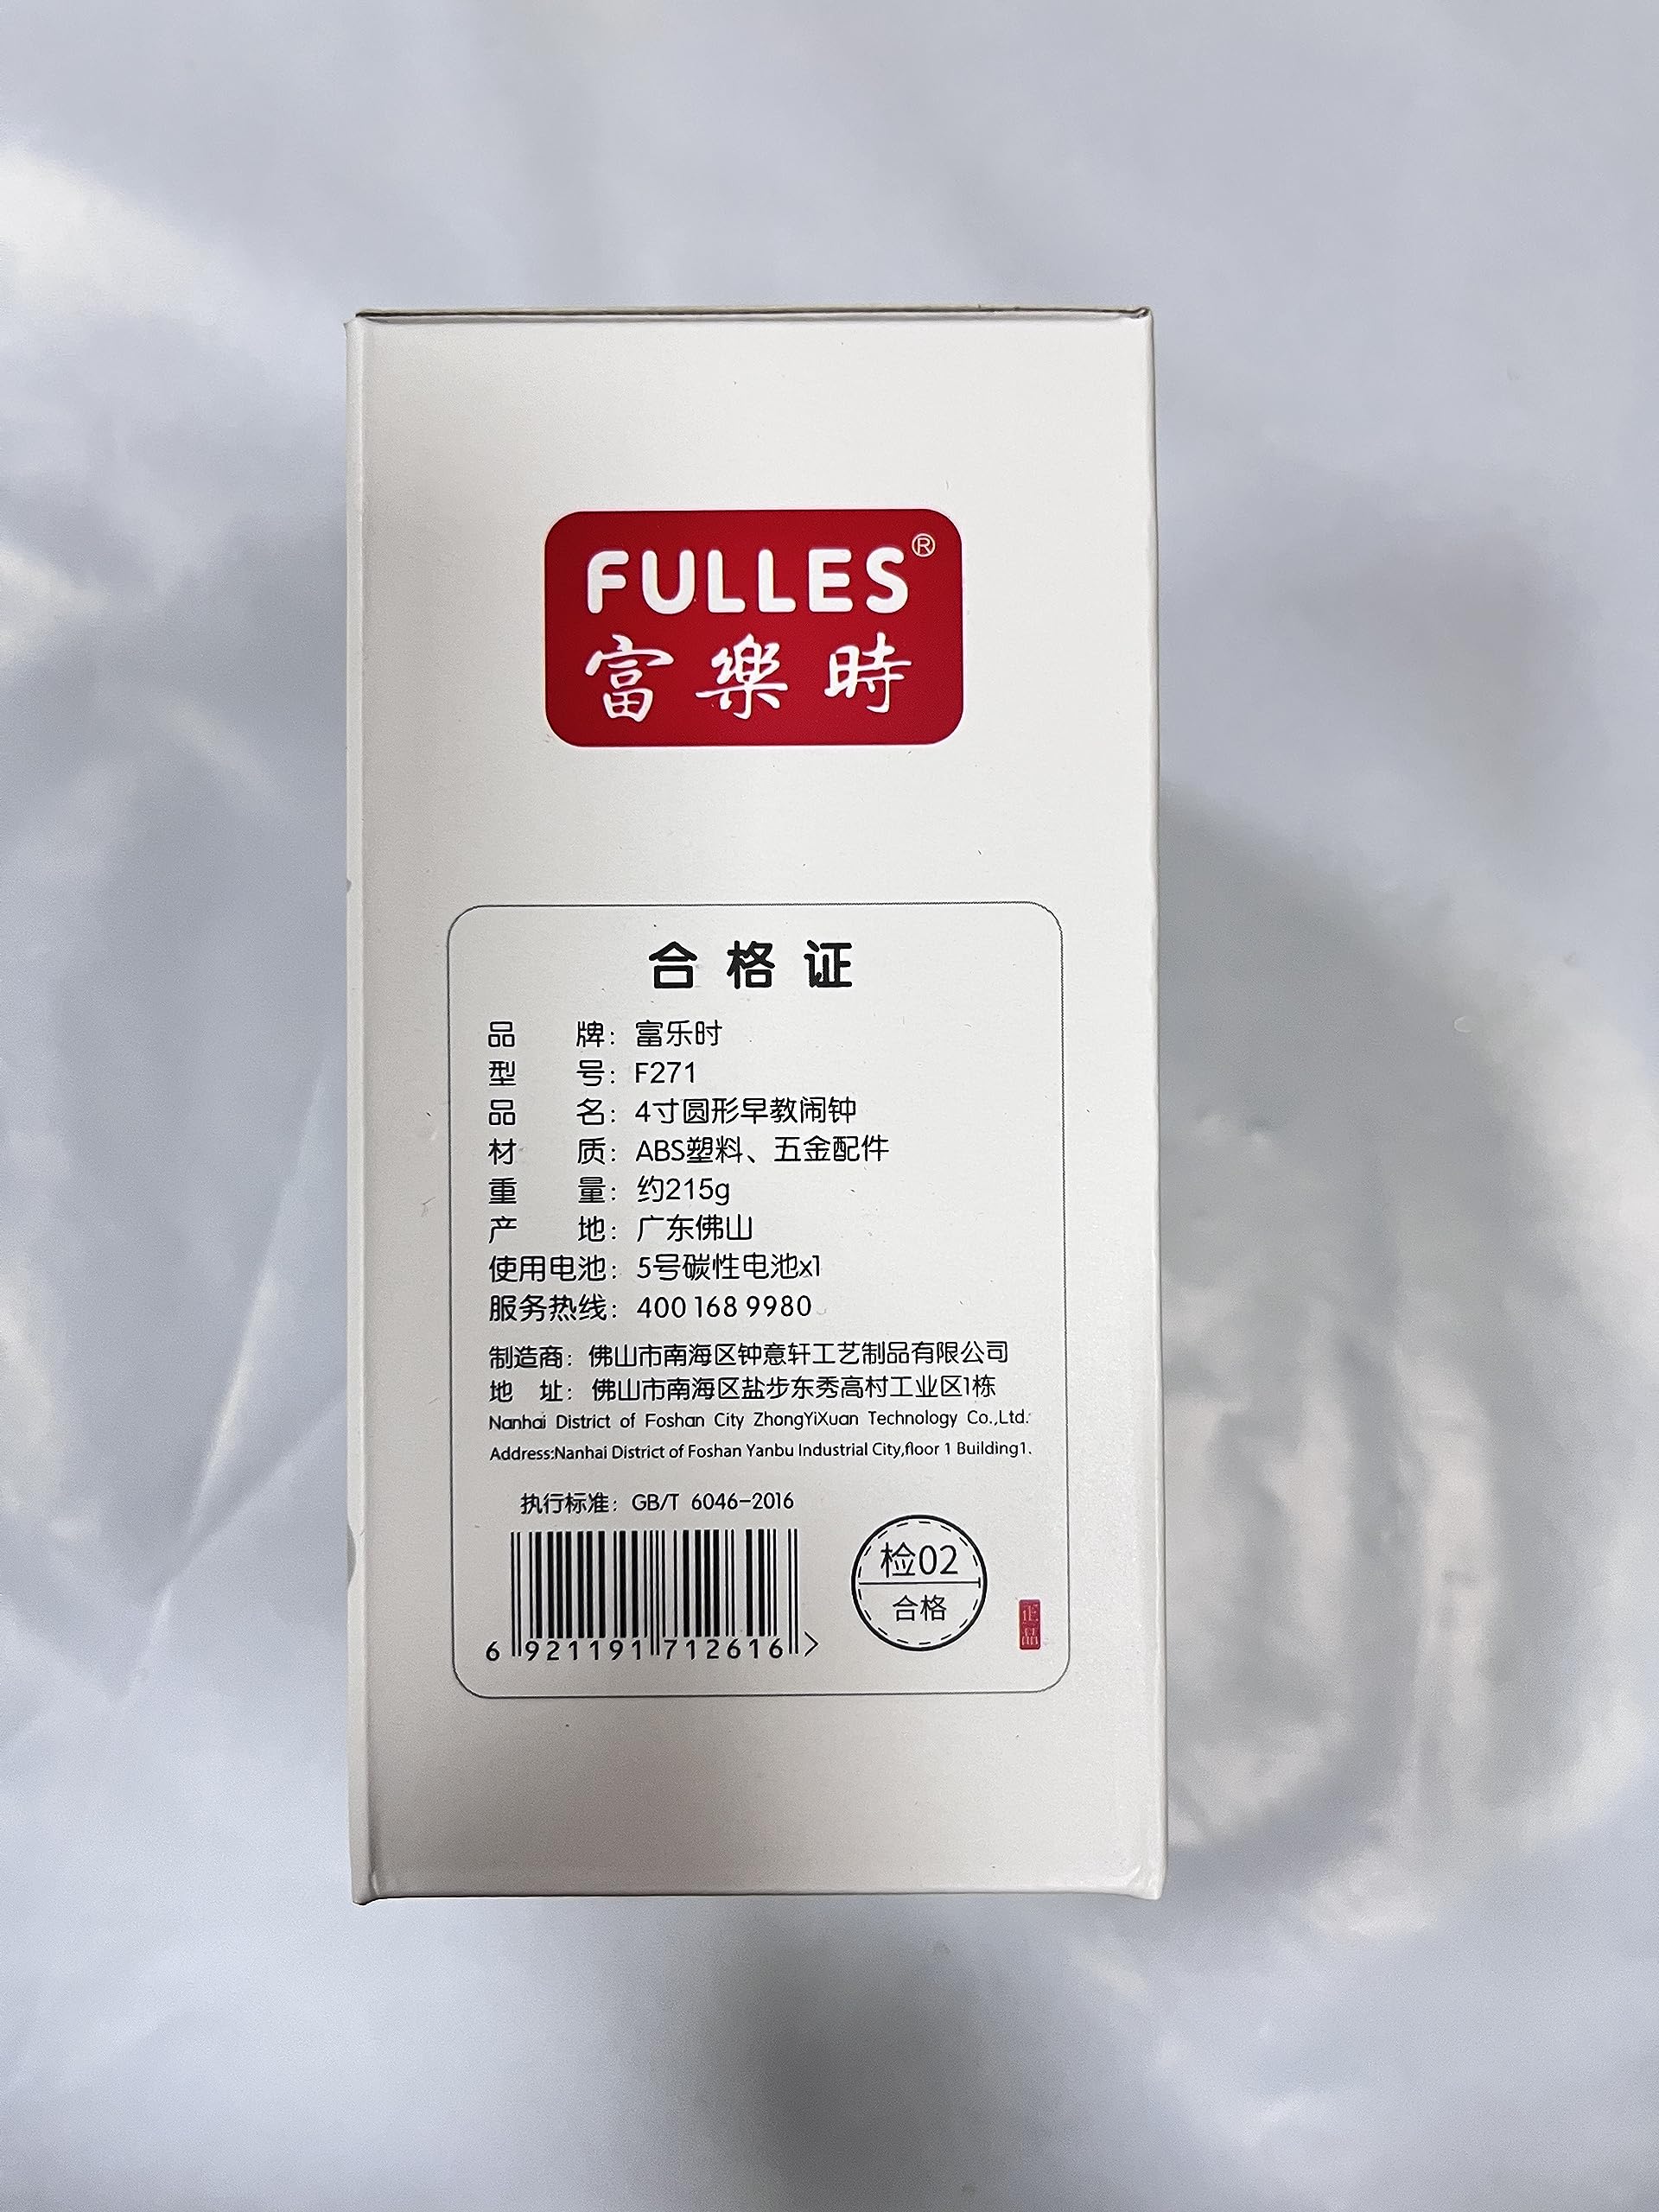 FULLES®
富樂時
合格证
品 牌：富乐时
型 号：F271
品 名：4寸圆形早教闹钟
材 质：ABS塑料、五金配件
重 量：约215g
产 地：广东佛山
使用电池：5号碳性电池x1
服务热线：400 168 9980
制造商：佛山市南海区钟意轩工艺制品有限公司
地 址：佛山市南海区盐步东秀高村工业区1栋
Nanhai District of Foshan City ZhongYiXuan Technology Co.,Ltd.
Address:Nanhai District of Foshan Yanbu Industrial City,floor 1 Building1.
执行标准：GB/T 6046-2016
检02
合格
正品
6 921191 712616 >